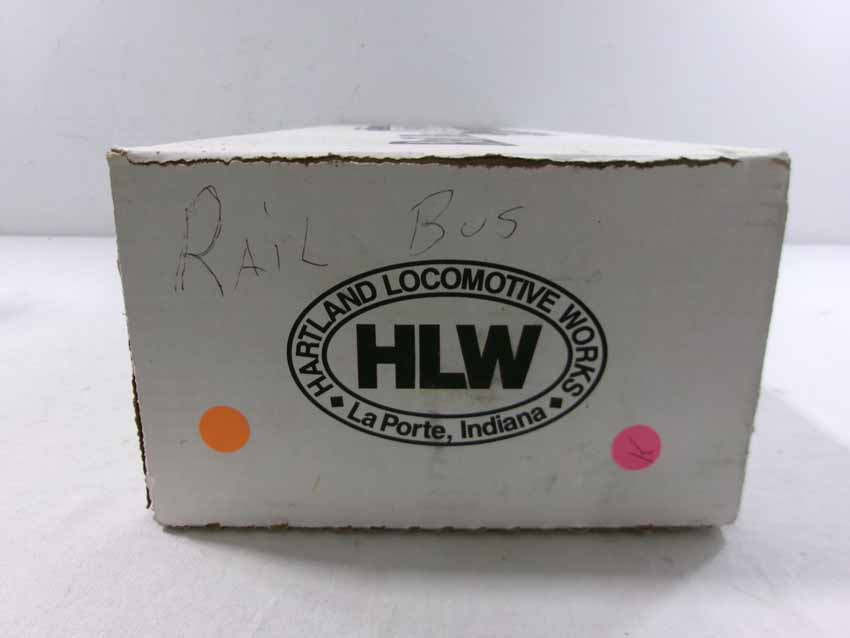 RAiL BUS
HARTLAND LOCOMOTIVE WORKS
HLW
La Porte, Indiana
K